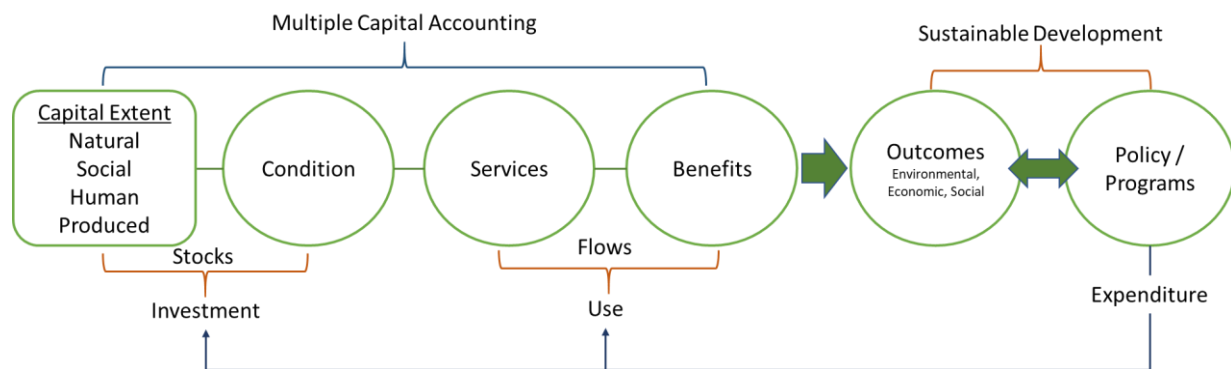 Multiple Capital Accounting
Sustainable Development
Capital Extent
Natural
Social
Human
Produced
Condition
Services
Benefits
Outcomes
Environmental,
Economic, Social
Policy /
Programs
Stocks
Flows
Investment
Use
Expenditure